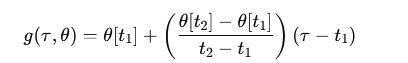 g(τ, θ) = θ[t₁] + ( (θ[t₂] − θ[t₁]) / (t₂ − t₁) ) (τ − t₁)